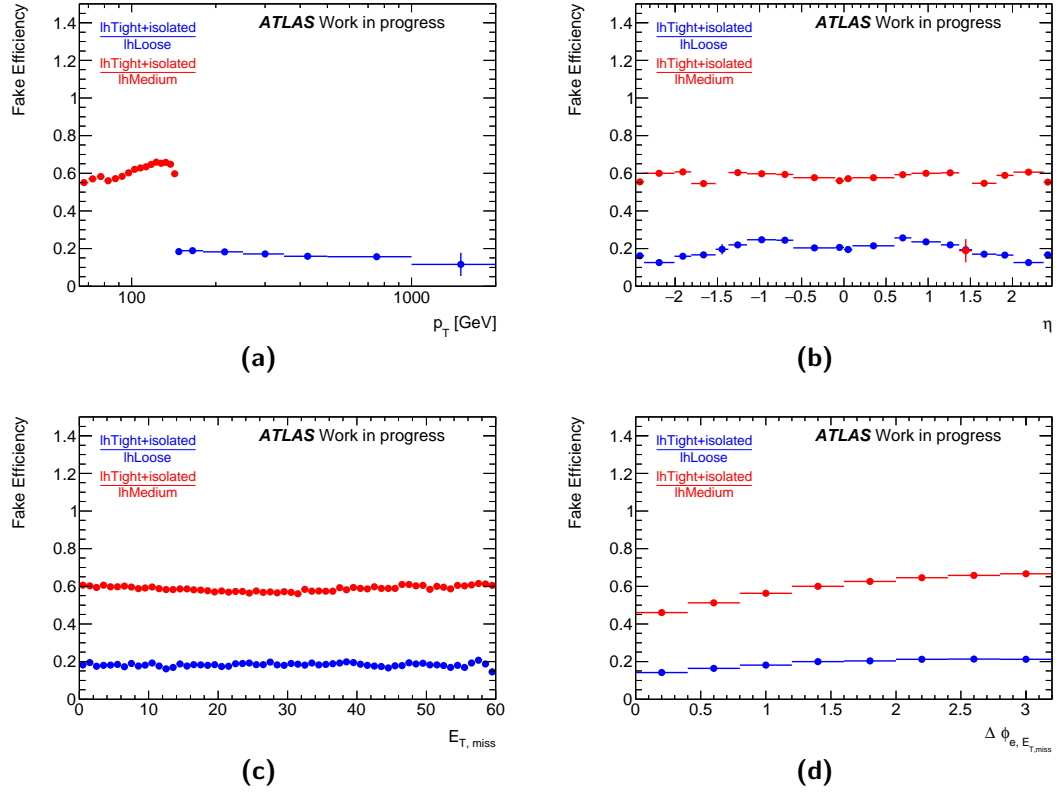 Fake Efficiency
1.4
1.2
1
0.8
0.6
0.4
0.2
0
ATLAS Work in progress
lhTight+isolated
lhLoose
lhTight+isolated
lhMedium
100
1000
p_T [GeV]
(a)
Fake Efficiency
1.4
1.2
1
0.8
0.6
0.4
0.2
0
ATLAS Work in progress
lhTight+isolated
lhLoose
lhTight+isolated
lhMedium
−2 −1.5 −1 −0.5 0 0.5 1 1.5 2
η
(b)
Fake Efficiency
1.4
1.2
1
0.8
0.6
0.4
0.2
0
ATLAS Work in progress
lhTight+isolated
lhLoose
lhTight+isolated
lhMedium
0 10 20 30 40 50 60
E_T, miss
(c)
Fake Efficiency
1.4
1.2
1
0.8
0.6
0.4
0.2
0
ATLAS Work in progress
lhTight+isolated
lhLoose
lhTight+isolated
lhMedium
0 0.5 1 1.5 2 2.5 3
Δ ϕ_e, E_T,miss
(d)